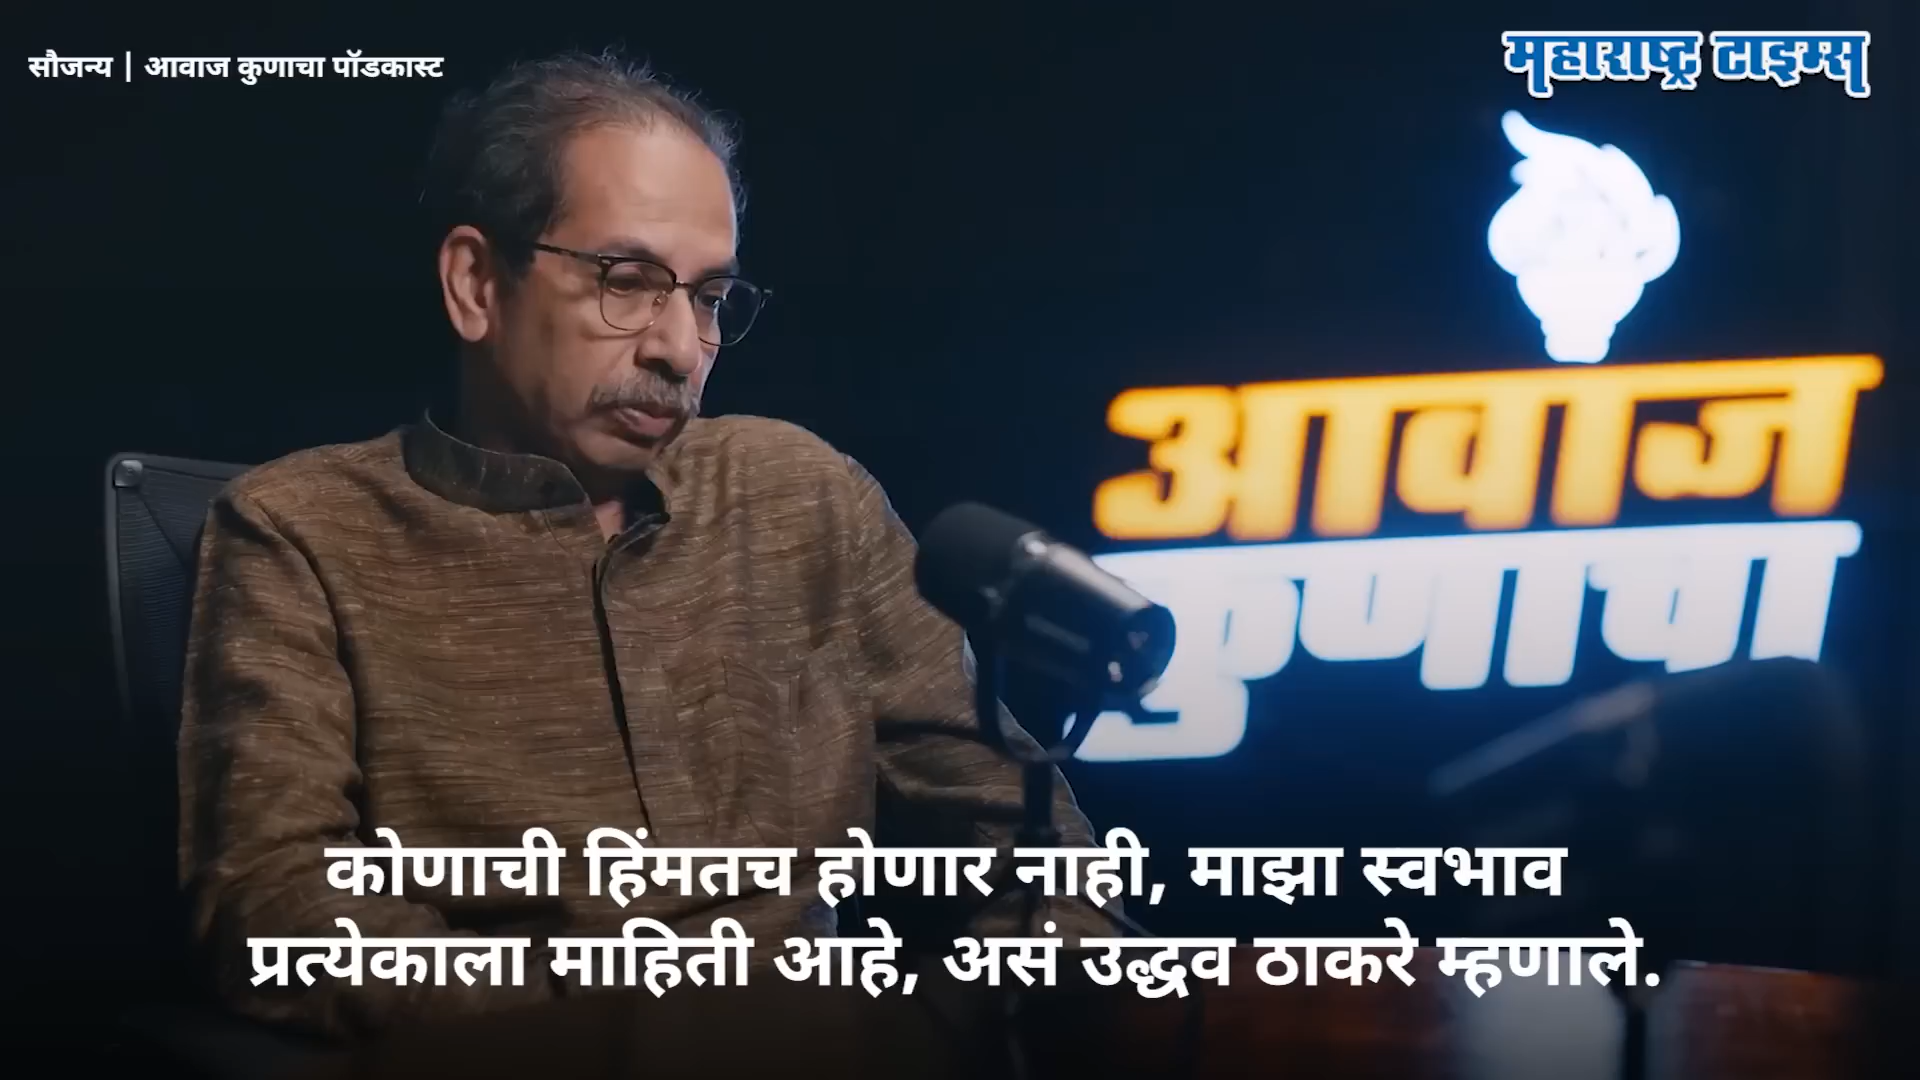 सौजन्य | आवाज कुणाचा पॉडकास्ट
महाराष्ट्र टाइम्स
आवाज
कुणाचा
कोणाची हिंमतच होणार नाही, माझा स्वभाव
प्रत्येकाला माहिती आहे, असं उद्धव ठाकरे म्हणाले.